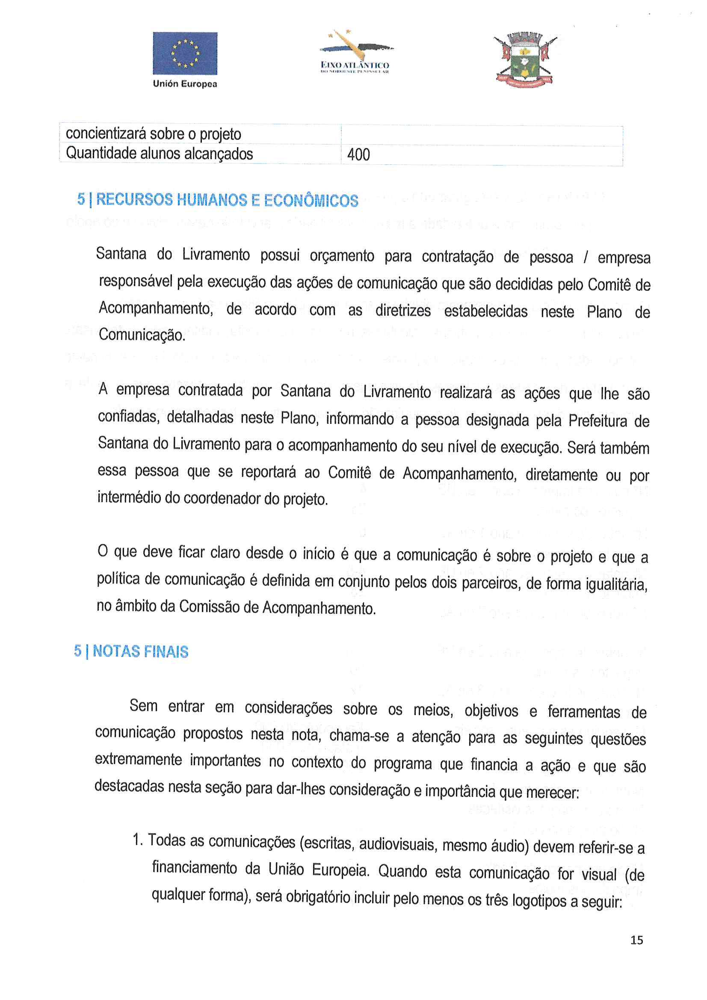 Unión Europea
EIXO ATLÂNTICO
DO NOROESTE PENINSULAR
concientizará sobre o projeto
Quantidade alunos alcançados 400
5 | RECURSOS HUMANOS E ECONÔMICOS
Santana do Livramento possui orçamento para contratação de pessoa / empresa
responsável pela execução das ações de comunicação que são decididas pelo Comitê de
Acompanhamento, de acordo com as diretrizes estabelecidas neste Plano de
Comunicação.
A empresa contratada por Santana do Livramento realizará as ações que lhe são
confiadas, detalhadas neste Plano, informando a pessoa designada pela Prefeitura de
Santana do Livramento para o acompanhamento do seu nível de execução. Será também
essa pessoa que se reportará ao Comitê de Acompanhamento, diretamente ou por
intermédio do coordenador do projeto.
O que deve ficar claro desde o início é que a comunicação é sobre o projeto e que a
política de comunicação é definida em conjunto pelos dois parceiros, de forma igualitária,
no âmbito da Comissão de Acompanhamento.
5 | NOTAS FINAIS
Sem entrar em considerações sobre os meios, objetivos e ferramentas de
comunicação propostos nesta nota, chama-se a atenção para as seguintes questões
extremamente importantes no contexto do programa que financia a ação e que são
destacadas nesta seção para dar-lhes consideração e importância que merecer:
1. Todas as comunicações (escritas, audiovisuais, mesmo áudio) devem referir-se a
financiamento da União Europeia. Quando esta comunicação for visual (de
qualquer forma), será obrigatório incluir pelo menos os três logotipos a seguir:
15